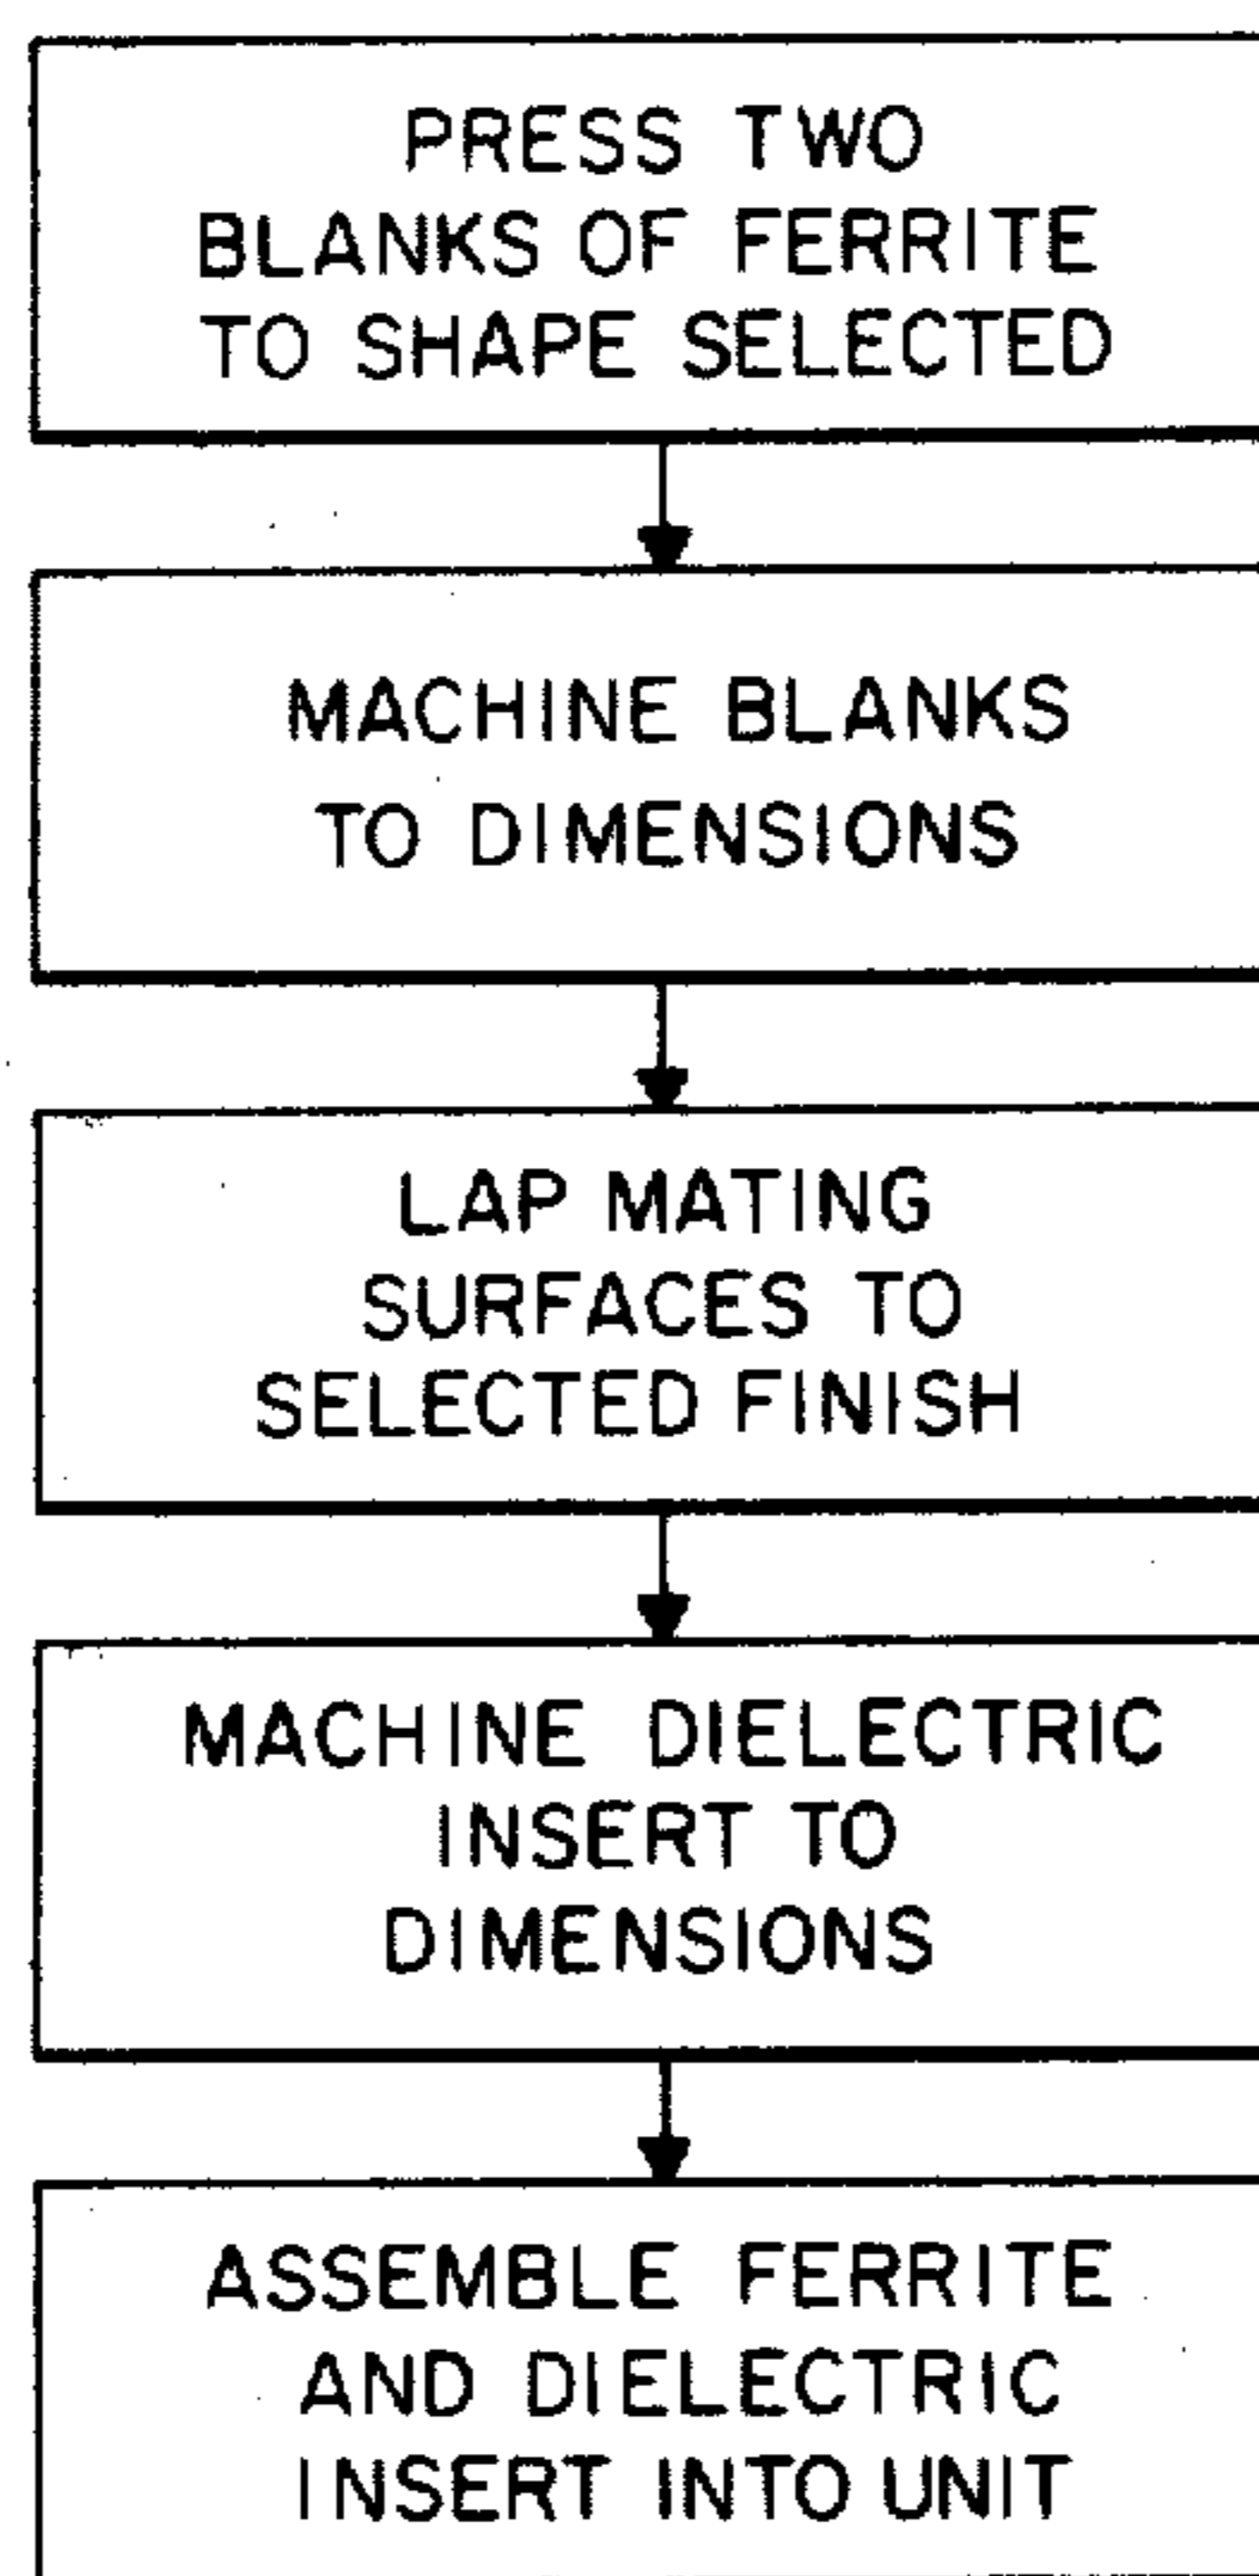 PRESS TWO
BLANKS OF FERRITE
TO SHAPE SELECTED
MACHINE BLANKS
TO DIMENSIONS
LAP MATING
SURFACES TO
SELECTED FINISH
MACHINE DIELECTRIC
INSERT TO
DIMENSIONS
ASSEMBLE FERRITE
AND DIELECTRIC
INSERT INTO UNIT